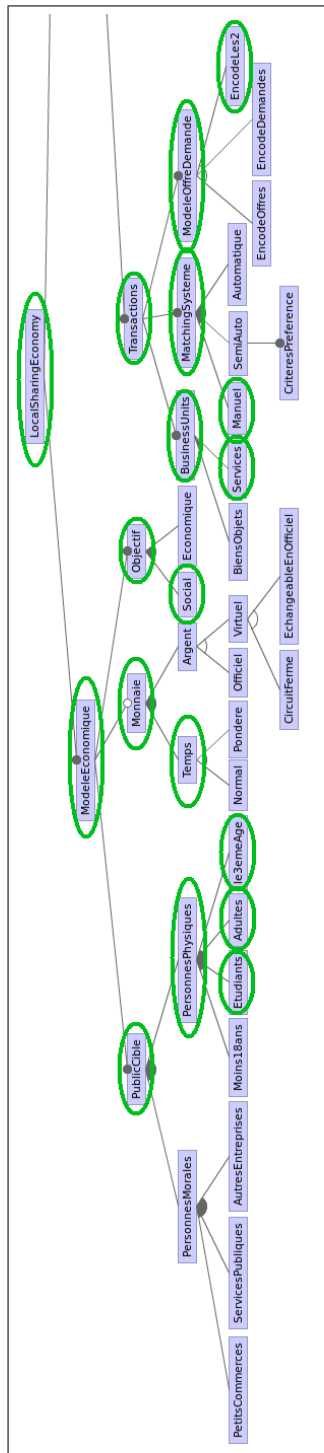 LocalSharingEconomy
ModeleEconomique
Transactions
PublicCible
Monnaie
Objectif
PersonnesMorales
PersonnesPhysiques
Temps
Argent
Social
Economique
BusinessUnits
MatchingSysteme
ModeleOffreDemande
PetitsCommerces
ServicesPubliques
AutresEntreprises
Moins18ans
Etudiants
Adultes
le3emeAge
Normal
Pondere
Officiel
Virtuel
BiensObjets
Services
Manuel
SemiAuto
Automatique
EncodeOffres
EncodeDemandes
EncodeLes2
CircuitFerme
EchangeableEnOfficiel
CriteresPreference